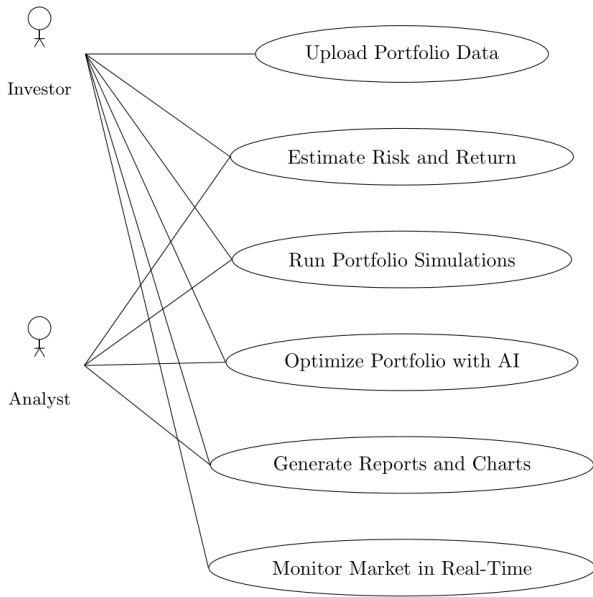 Upload Portfolio Data
Investor
Estimate Risk and Return
Run Portfolio Simulations
Optimize Portfolio with AI
Analyst
Generate Reports and Charts
Monitor Market in Real-Time